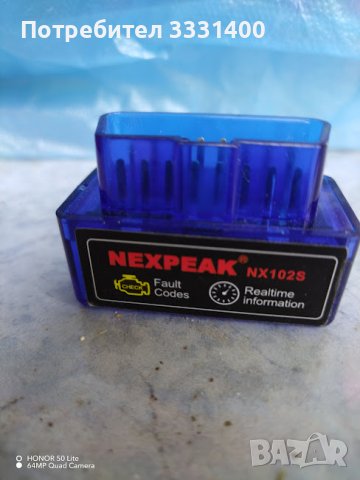 Потребител 3331400
NEXPEAK®
NX102S
CHECK
Fault
Codes
Realtime
information
HONOR 50 Lite
64MP Quad Camera
BAZAR